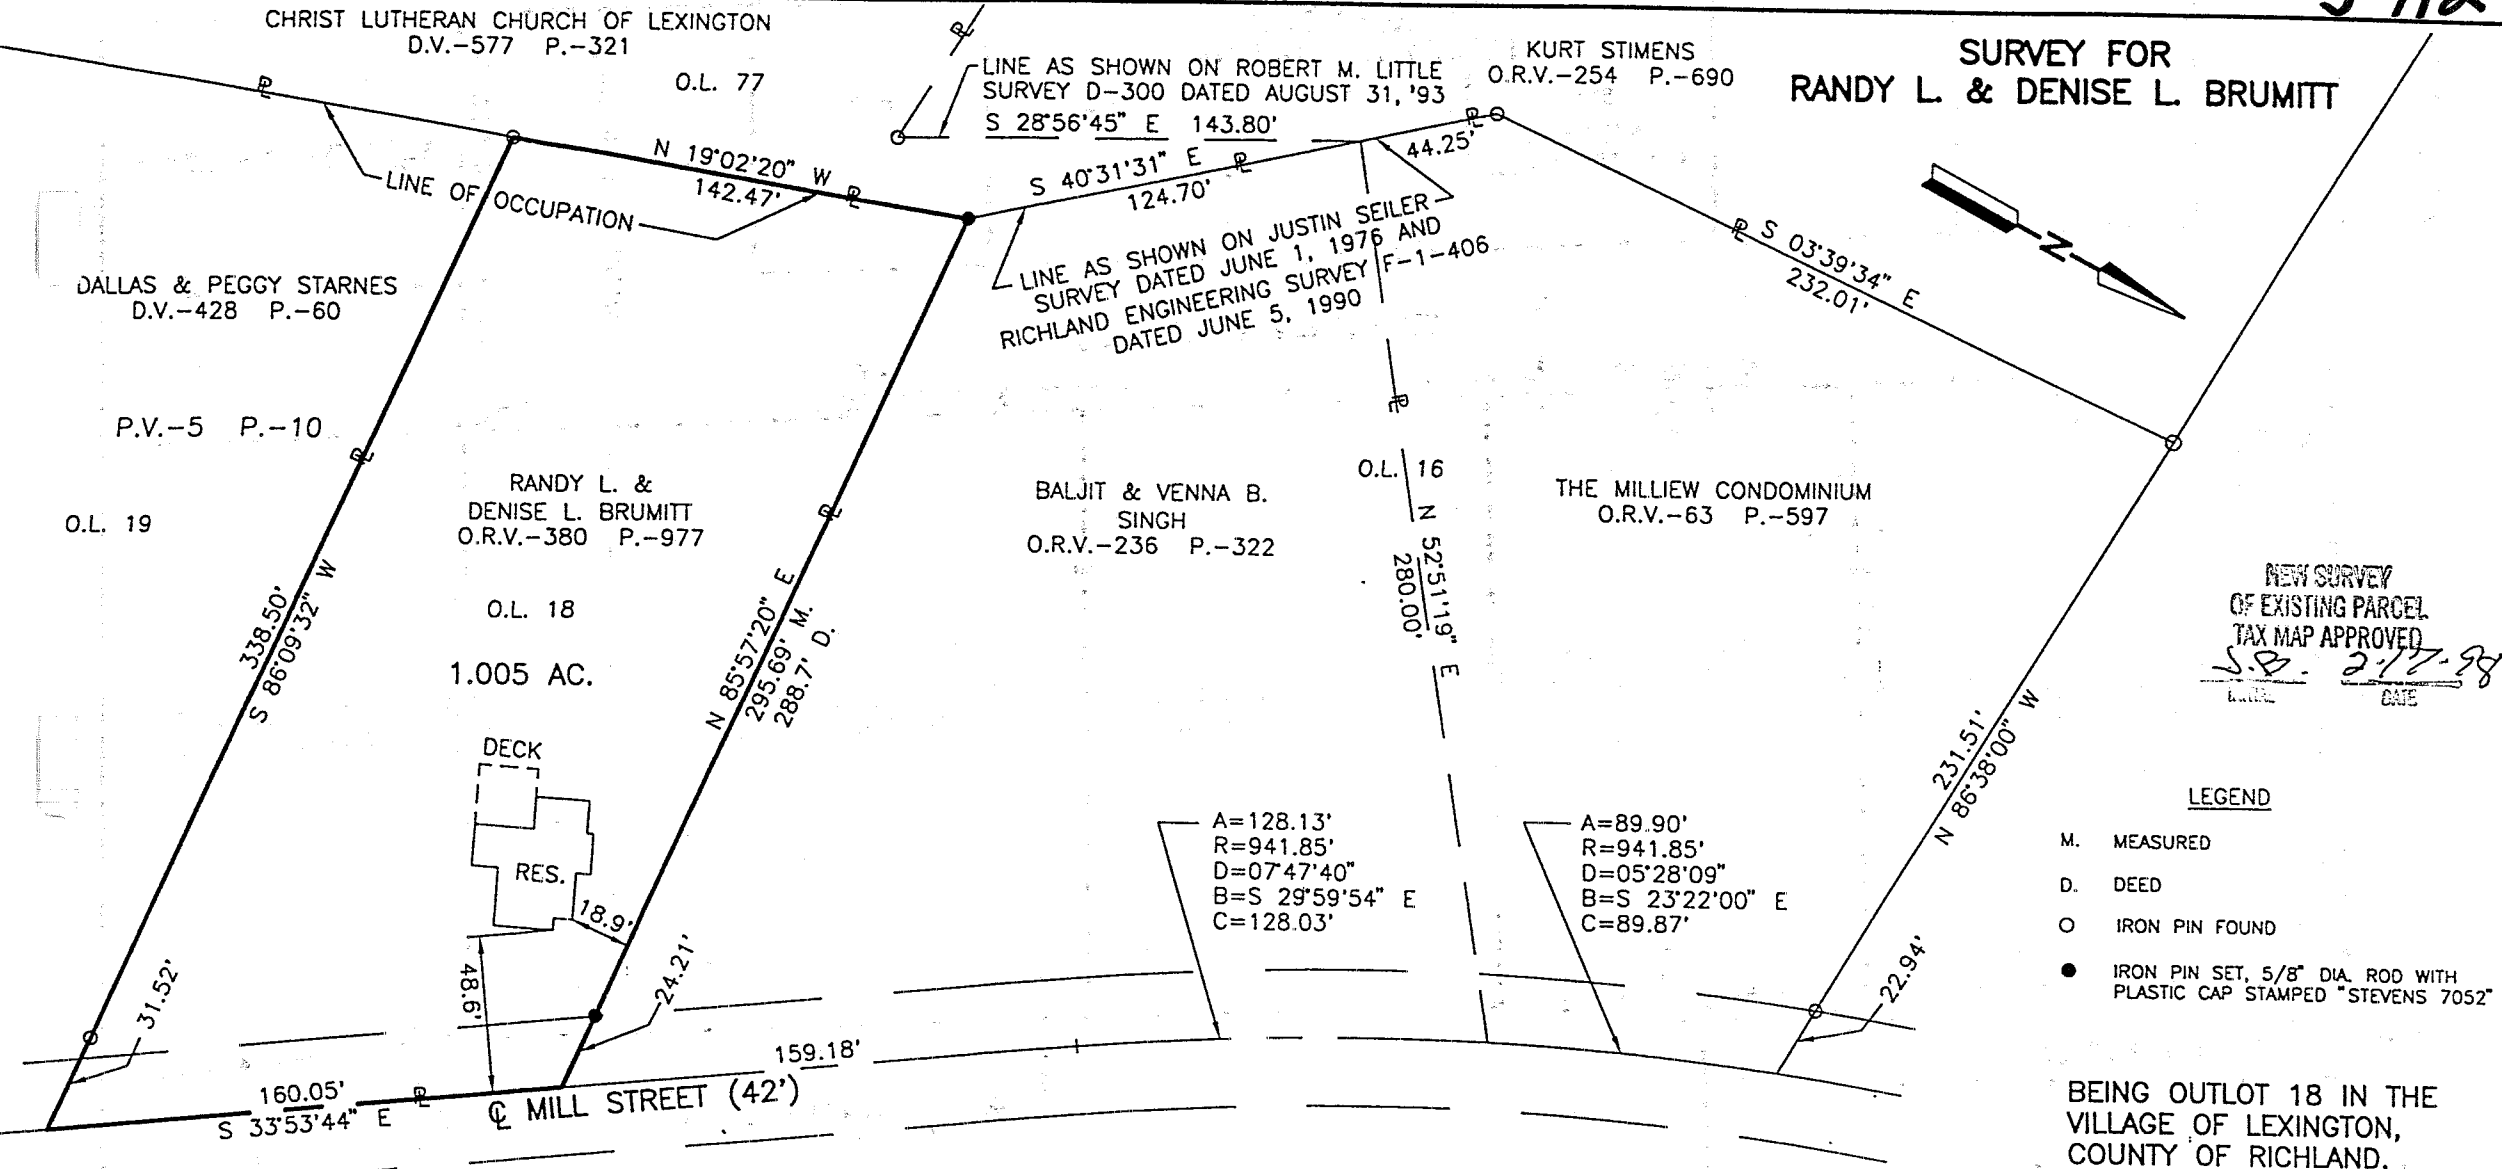 CHRIST LUTHERAN CHURCH OF LEXINGTON
D.V.-577 P.-321
O.L. 77
LINE AS SHOWN ON ROBERT M. LITTLE
SURVEY D-300 DATED AUGUST 31, '93
S 28°56'45" E 143.80'
KURT STIMENS
O.R.V.-254 P.-690
SURVEY FOR
RANDY L. & DENISE L. BRUMITT
N 19°02'20" W
142.47'
LINE OF OCCUPATION
S 40°31'31" E
124.70'
44.25'
LINE AS SHOWN ON JUSTIN SEILER
SURVEY DATED JUNE 1, 1976 AND
RICHLAND ENGINEERING SURVEY F-1-406
DATED JUNE 5, 1990
S 03°39'34" E
232.01'
N
DALLAS & PEGGY STARNES
D.V.-428 P.-60
P.V.-5 P.-10
O.L. 19
RANDY L. &
DENISE L. BRUMITT
O.R.V.-380 P.-977
O.L. 18
1.005 AC.
338.50'
S 86°09'32" W
N 85°57'20" E
295.69' M.
288.7' D.
BALJIT & VENNA B.
SINGH
O.R.V.-236 P.-322
O.L. 16
N 52°51'19" E
280.00'
THE MILLIEW CONDOMINIUM
O.R.V.-63 P.-597
NEW SURVEY
OF EXISTING PARCEL
TAX MAP APPROVED
S.B. 2-17-98
DATE
231.51'
N 86°38'00" W
DECK
RES.
18.9'
48.6'
24.21'
31.52'
A=128.13'
R=941.85'
D=07°47'40"
B=S 29°59'54" E
C=128.03'
A=89.90'
R=941.85'
D=05°28'09"
B=S 23°22'00" E
C=89.87'
22.94'
LEGEND
M. MEASURED
D. DEED
IRON PIN FOUND
IRON PIN SET, 5/8" DIA. ROD WITH
PLASTIC CAP STAMPED "STEVENS 7052"
160.05'
S 33°53'44" E
159.18'
MILL STREET (42')
BEING OUTLOT 18 IN THE
VILLAGE OF LEXINGTON,
COUNTY OF RICHLAND,